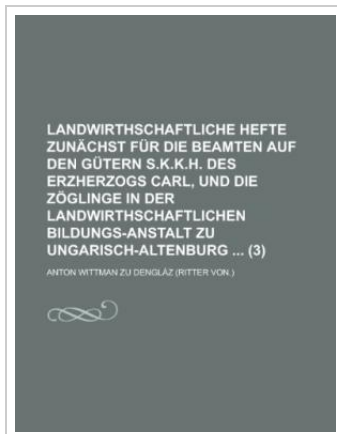 LANDWIRTHSCHAFTLICHE HEFTE
ZUNÄCHST FÜR DIE BEAMTEN AUF
DEN GÜTERN S.K.K.H. DES
ERZHERZOGS CARL, UND DIE
ZÖGLINGE IN DER
LANDWIRTHSCHAFTLICHEN
BILDUNGS-ANSTALT ZU
UNGARISCH-ALTENBURG ... (3)
ANTON WITTMAN ZU DENGLÁZ (RITTER VON.)